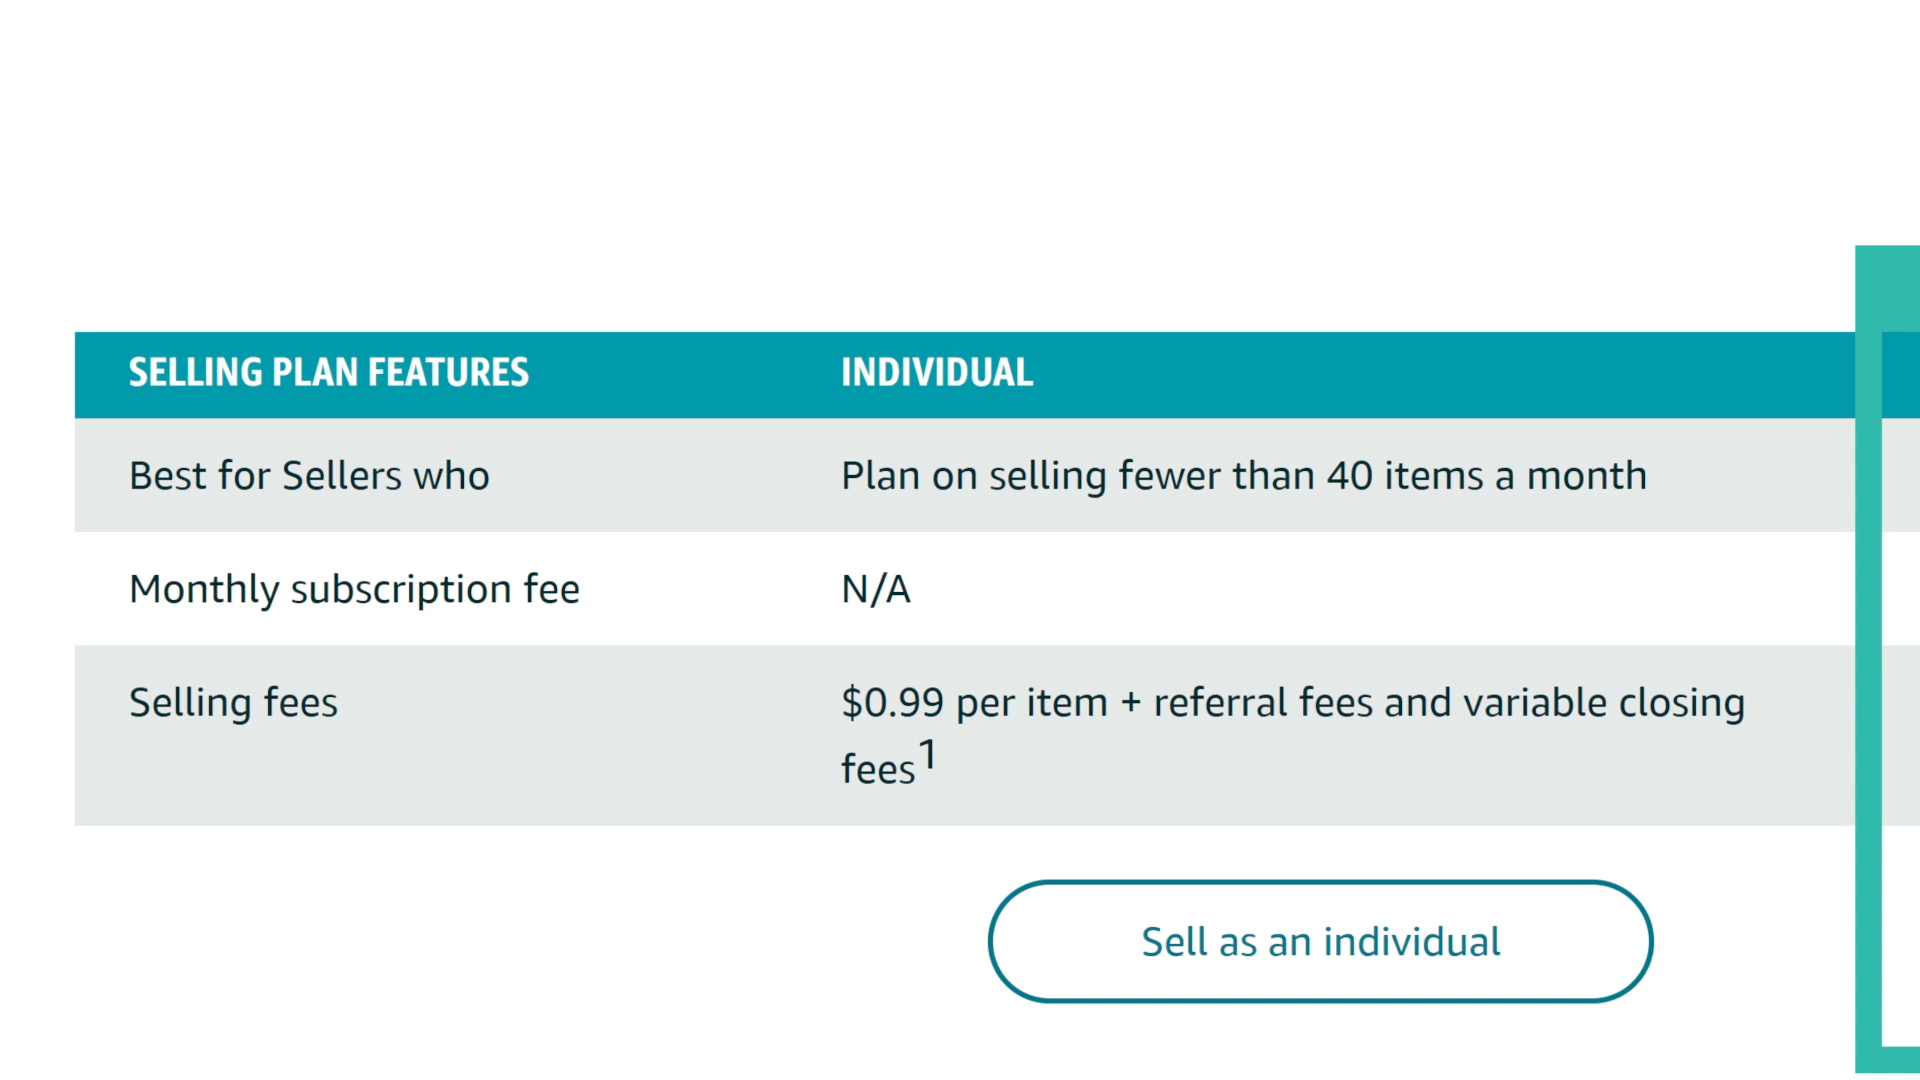 SELLING PLAN FEATURES INDIVIDUAL
Best for Sellers who Plan on selling fewer than 40 items a month
Monthly subscription fee N/A
Selling fees $0.99 per item + referral fees and variable closing
fees1
Sell as an individual